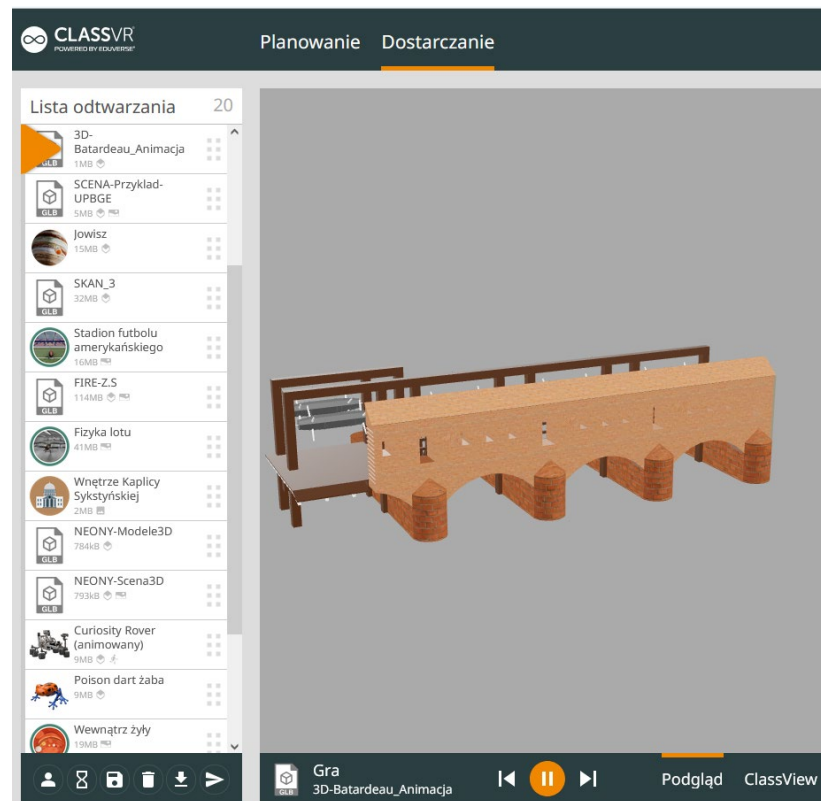 CLASSVR
POWERED BY EDUVERSE®
Planowanie Dostarczanie
Lista odtwarzania 20
3D-
Batardeau_Animacja
1MB
GLB
SCENA-Przyklad-
UPBGE
5MB
GLB
Jowisz
15MB
SKAN_3
32MB
GLB
Stadion futbolu
amerykańskiego
16MB
FIRE-Z.S
114MB
GLB
Fizyka lotu
41MB
Wnętrze Kaplicy
Sykstyńskiej
2MB
NEONY-Modele3D
784kB
GLB
NEONY-Scena3D
793kB
GLB
Curiosity Rover
(animowany)
9MB
Poison dart żaba
9MB
Wewnątrz żyły
19MB
GLB
Gra
3D-Batardeau_Animacja
Podgląd ClassView